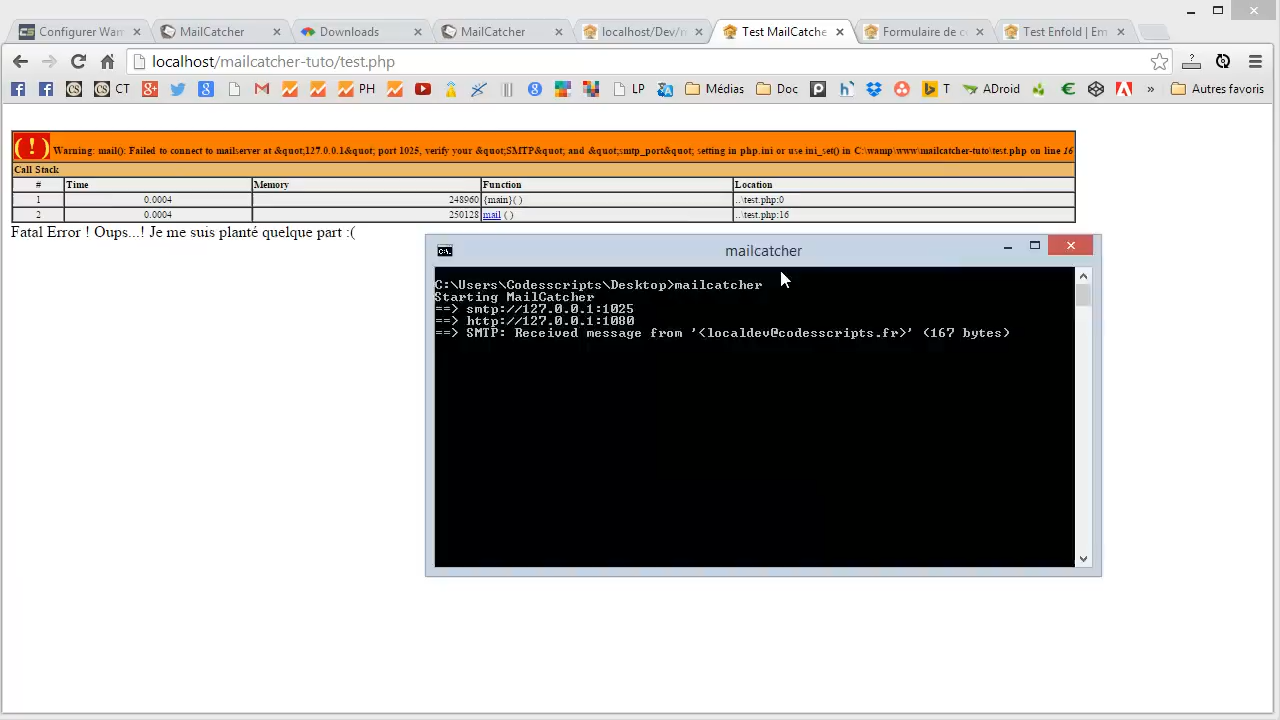 Configurer Wam
MailCatcher
Downloads
MailCatcher
localhost/Dev/m
Test MailCatche
Formulaire de c
Test Enfold | Em
localhost/mailcatcher-tuto/test.php
CT
PH
LP
Médias
Doc
T
ADroid
»
Autres favoris
( ! ) Warning: mail(): Failed to connect to mailserver at &quot;127.0.0.1&quot; port 1025, verify your &quot;SMTP&quot; and &quot;smtp_port&quot; setting in php.ini or use ini_set() in C:\wamp\www\mailcatcher-tuto\test.php on line 16
Call Stack
# Time Memory Function Location
1 0.0004 248960 {main}( ) ..\test.php:0
2 0.0004 250128 mail ( ) ..\test.php:16
Fatal Error ! Oups...! Je me suis planté quelque part :(
mailcatcher
C:\Users\Codesscripts\Desktop>mailcatcher
Starting MailCatcher
==> smtp://127.0.0.1:1025
==> http://127.0.0.1:1080
==> SMTP: Received message from '<localdev@codesscripts.fr>' (167 bytes)